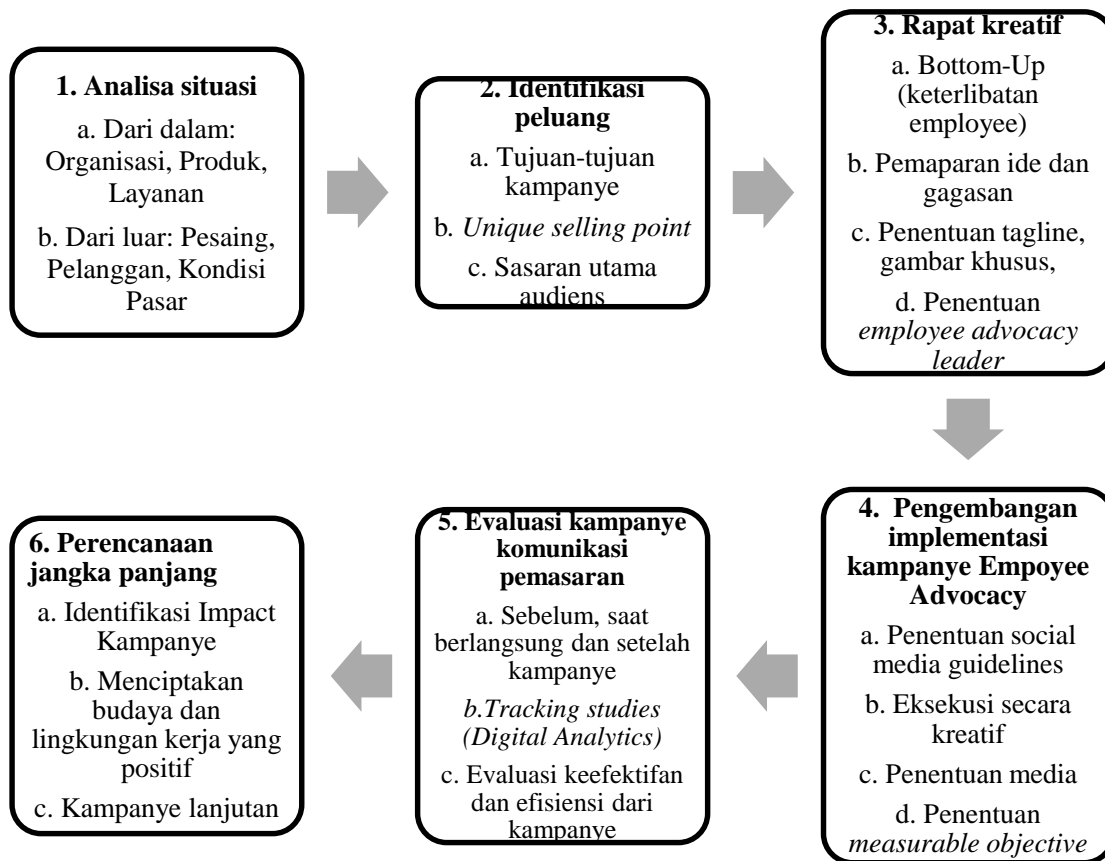 1. Analisa situasi
a. Dari dalam:
Organisasi, Produk,
Layanan
b. Dari luar: Pesaing,
Pelanggan, Kondisi
Pasar
2. Identifikasi
peluang
a. Tujuan-tujuan
kampanye
b. Unique selling point
c. Sasaran utama
audiens
3. Rapat kreatif
a. Bottom-Up
(keterlibatan
employee)
b. Pemaparan ide dan
gagasan
c. Penentuan tagline,
gambar khusus,
d. Penentuan
employee advocacy
leader
4. Pengembangan
implementasi
kampanye Empoyee
Advocacy
a. Penentuan social
media guidelines
b. Eksekusi secara
kreatif
c. Penentuan media
d. Penentuan
measurable objective
5. Evaluasi kampanye
komunikasi
pemasaran
a. Sebelum, saat
berlangsung dan setelah
kampanye
b.Tracking studies
(Digital Analytics)
c. Evaluasi keefektifan
dan efisiensi dari
kampanye
6. Perencanaan
jangka panjang
a. Identifikasi Impact
Kampanye
b. Menciptakan
budaya dan
lingkungan kerja yang
positif
c. Kampanye lanjutan